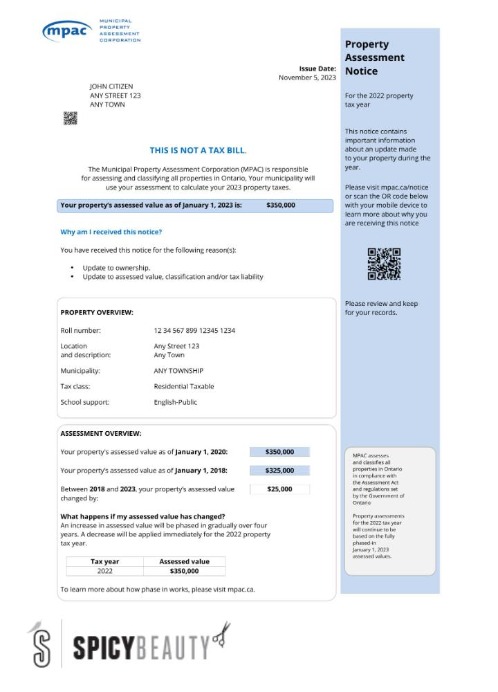 mpac
MUNICIPAL
PROPERTY
ASSESSMENT
CORPORATION
Issue Date:
November 5, 2023
JOHN CITIZEN
ANY STREET 123
ANY TOWN
THIS IS NOT A TAX BILL.
The Municipal Property Assessment Corporation (MPAC) is responsible
for assessing and classifying all properties in Ontario. Your municipality will
use your assessment to calculate your 2023 property taxes.
Your property's assessed value as of January 1, 2023 is: $350,000
Why am I received this notice?
You have received this notice for the following reason(s):
• Update to ownership.
• Update to assessed value, classification and/or tax liability
PROPERTY OVERVIEW:
Roll number: 12 34 567 899 12345 1234
Location
and description: Any Street 123
Any Town
Municipality: ANY TOWNSHIP
Tax class: Residential Taxable
School support: English-Public
ASSESSMENT OVERVIEW:
Your property's assessed value as of January 1, 2020: $350,000
Your property's assessed value as of January 1, 2018: $325,000
Between 2018 and 2023, your property's assessed value
changed by: $25,000
What happens if my assessed value has changed?
An increase in assessed value will be phased in gradually over four
years. A decrease will be applied immediately for the 2022 property
tax year.
Tax year Assessed value
2022 $350,000
To learn more about how phase in works, please visit mpac.ca.
Property
Assessment
Notice
For the 2022 property
tax year
This notice contains
important information
about an update made
to your property during the
year.
Please visit mpac.ca/notice
or scan the OR code below
with your mobile device to
learn more about why you
are receiving this notice
Please review and keep
for your records.
MPAC assesses
and classifies all
properties in Ontario
in compliance with
the Assessment Act
and regulations set
by the Government of
Ontario
Property assessments
for the 2022 tax year
will continue to be
based on the fully
phased-in
January 1, 2023
assessed values.
S
SPICYBEAUTY